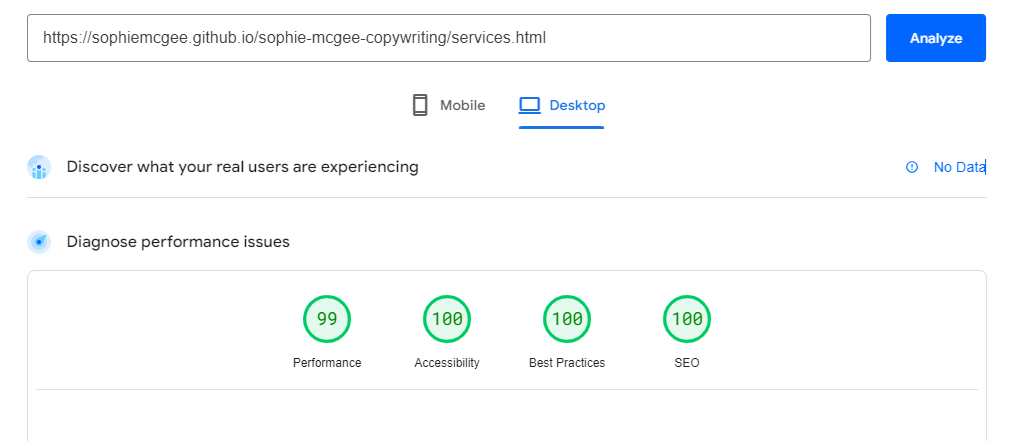 https://sophiemcgee.github.io/sophie-mcgee-copywriting/services.html
Analyze
Mobile
Desktop
Discover what your real users are experiencing
No Data
Diagnose performance issues
99
100
100
100
Performance
Accessibility
Best Practices
SEO